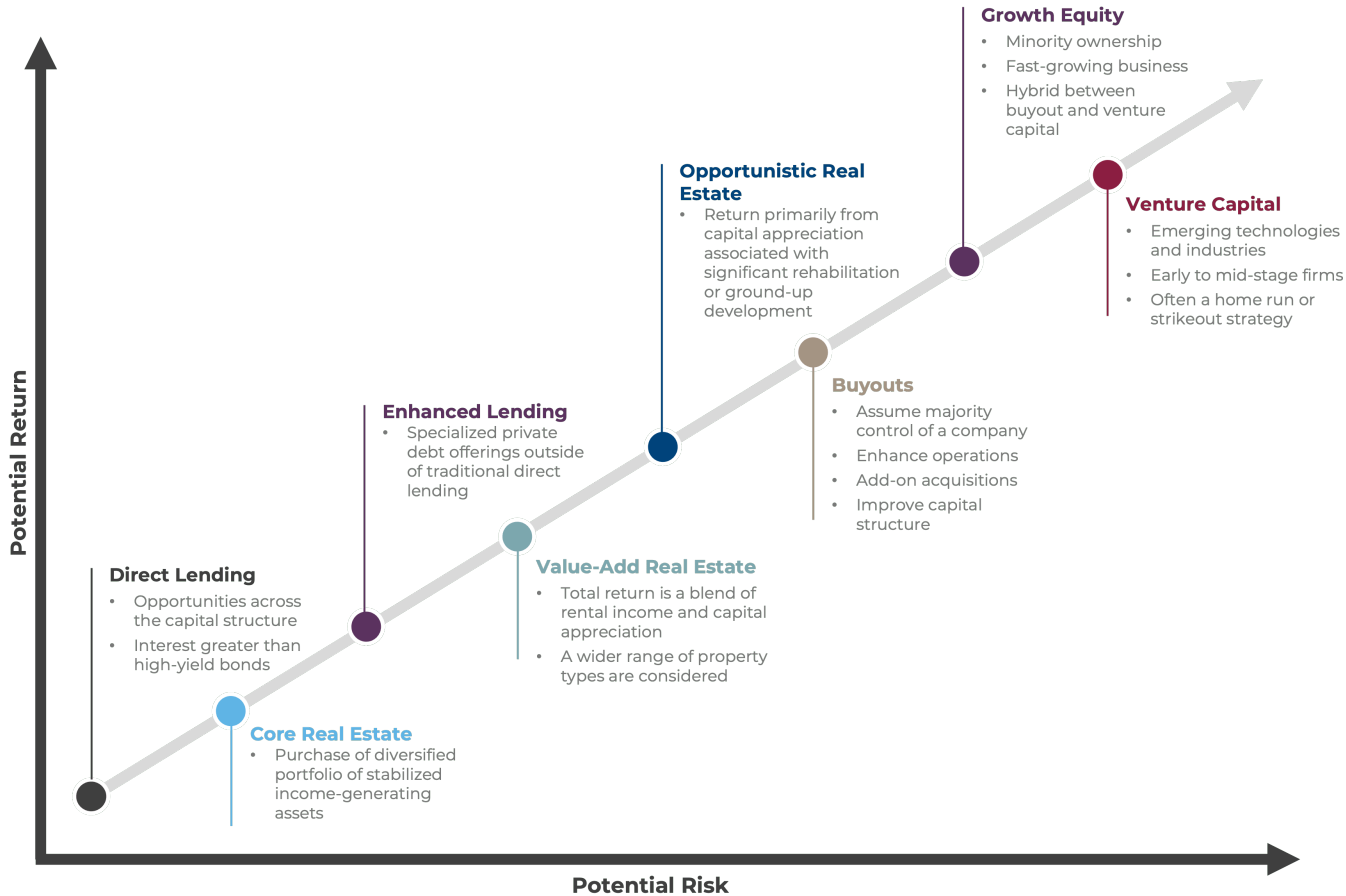 Growth Equity
• Minority ownership
• Fast-growing business
• Hybrid between
buyout and venture
capital
Opportunistic Real
Estate
• Return primarily from
capital appreciation
associated with
significant rehabilitation
or ground-up
development
Venture Capital
• Emerging technologies
and industries
• Early to mid-stage firms
• Often a home run or
strikeout strategy
Enhanced Lending
• Specialized private
debt offerings outside
of traditional direct
lending
Buyouts
• Assume majority
control of a company
• Enhance operations
• Add-on acquisitions
• Improve capital
structure
Direct Lending
• Opportunities across
the capital structure
• Interest greater than
high-yield bonds
Value-Add Real Estate
• Total return is a blend of
rental income and capital
appreciation
• A wider range of property
types are considered
Core Real Estate
• Purchase of diversified
portfolio of stabilized
income-generating
assets
Potential Return
Potential Risk